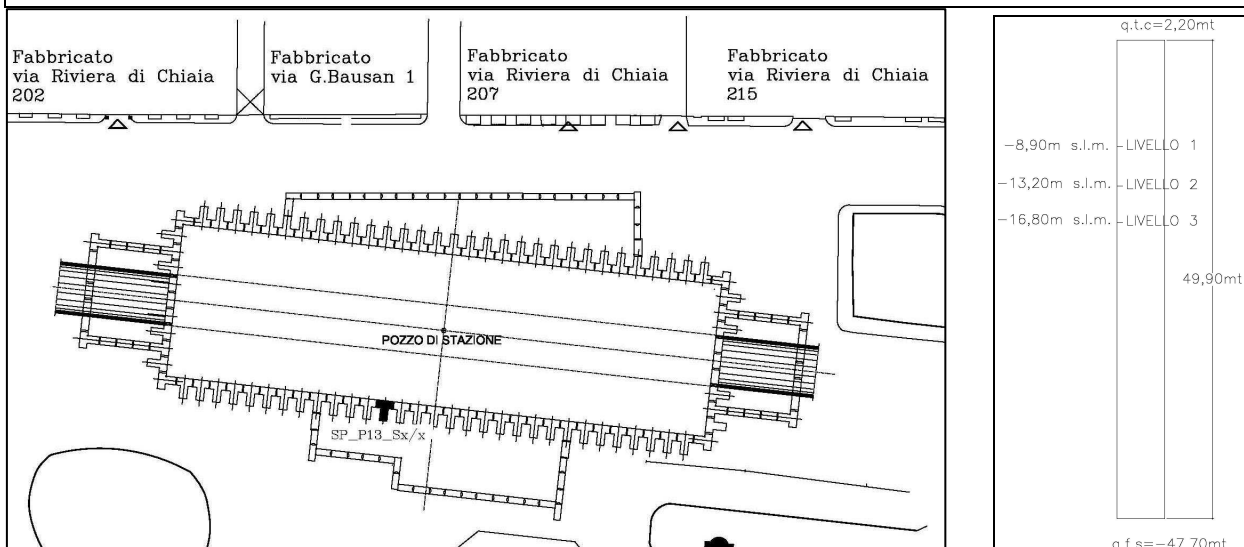 Fabbricato
via Riviera di Chiaia
202
Fabbricato
via G.Bausan 1
Fabbricato
via Riviera di Chiaia
207
Fabbricato
via Riviera di Chiaia
215
POZZO DI STAZIONE
SP_P13_Sx/x
q.t.c=2,20mt
-8,90m s.l.m. -LIVELLO 1
-13,20m s.l.m. -LIVELLO 2
-16,80m s.l.m. -LIVELLO 3
49,90mt
q.f.s=-47,70mt